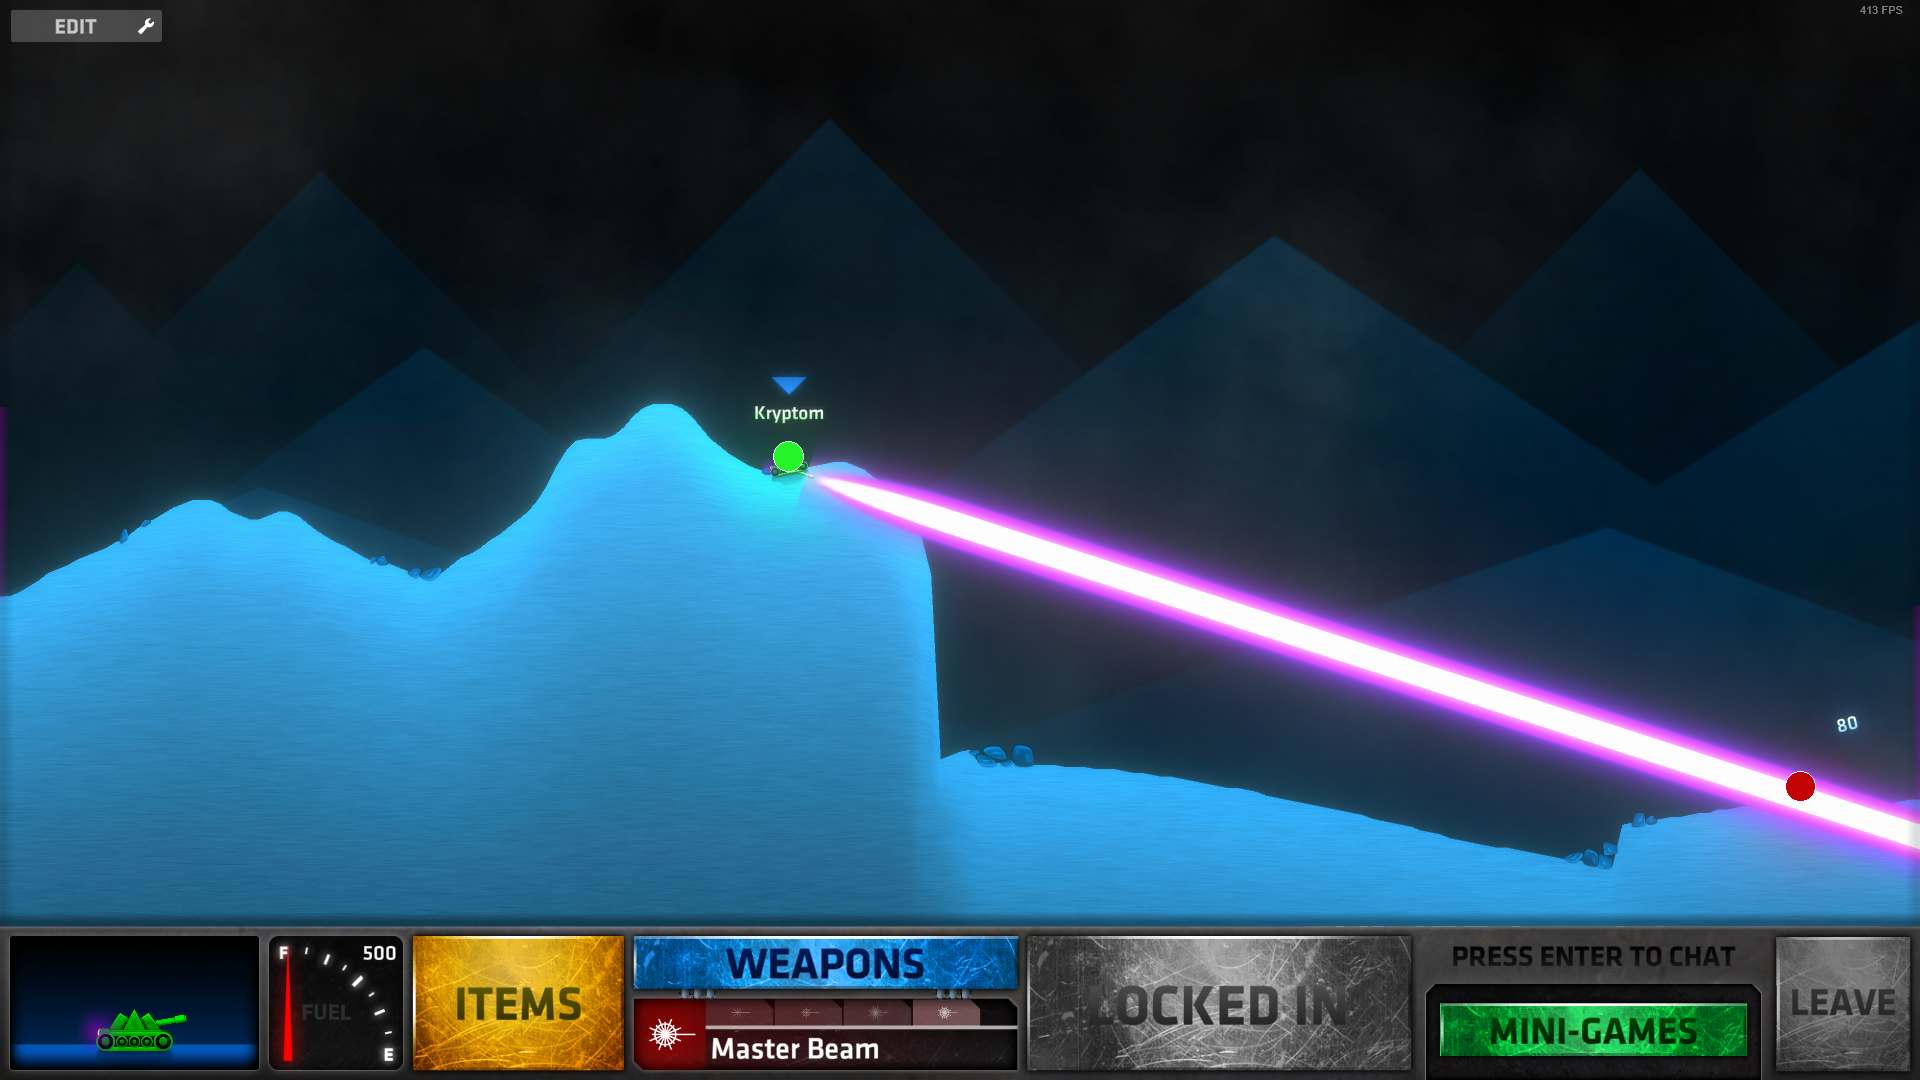 EDIT
413 FPS
Kryptom
80
F
500
FUEL
E
ITEMS
WEAPONS
Master Beam
LOCKED IN
PRESS ENTER TO CHAT
MINI-GAMES
LEAVE